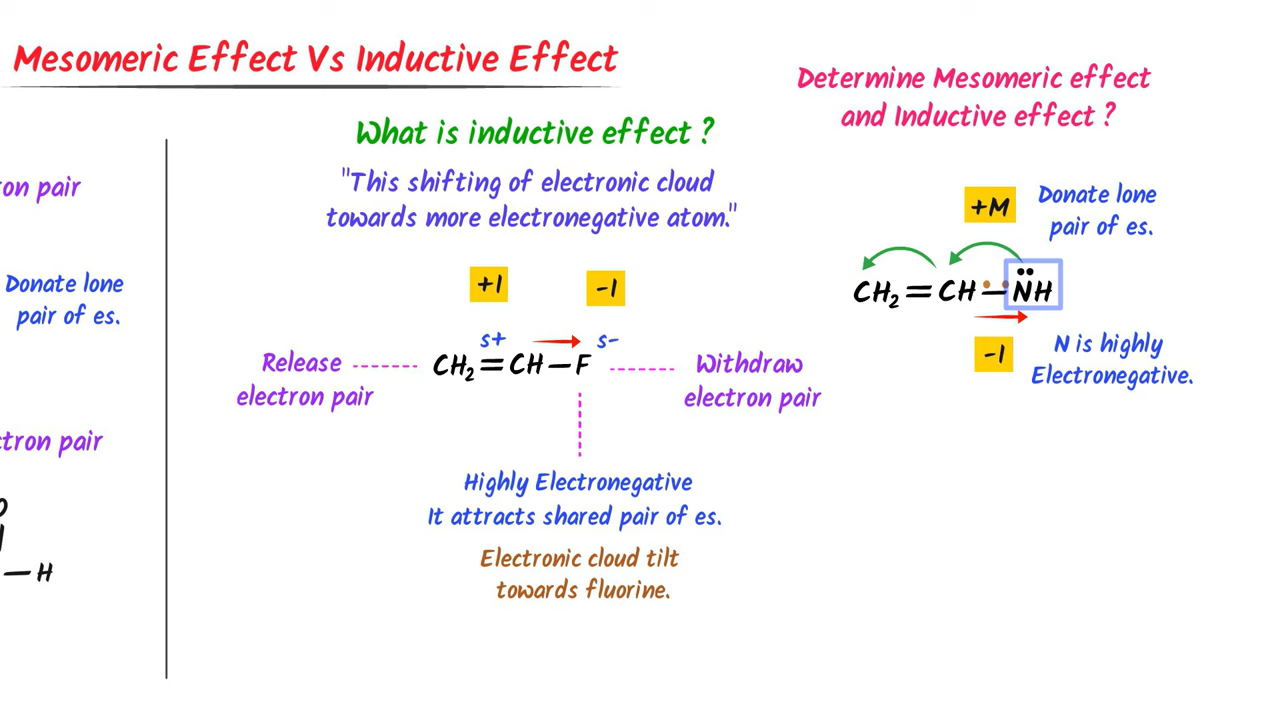 Mesomeric Effect Vs Inductive Effect
on pair
Donate lone
pair of es.
ctron pair
O
— H
What is inductive effect ?
"This shifting of electronic cloud
towards more electronegative atom."
+I
-I
s+
s-
CH₂=CH—F
Release
electron pair
Withdraw
electron pair
Highly Electronegative
It attracts shared pair of es.
Electronic cloud tilt
towards fluorine.
Determine Mesomeric effect
and Inductive effect ?
+M
Donate lone
pair of es.
CH₂=CH—NH
-I
N is highly
Electronegative.